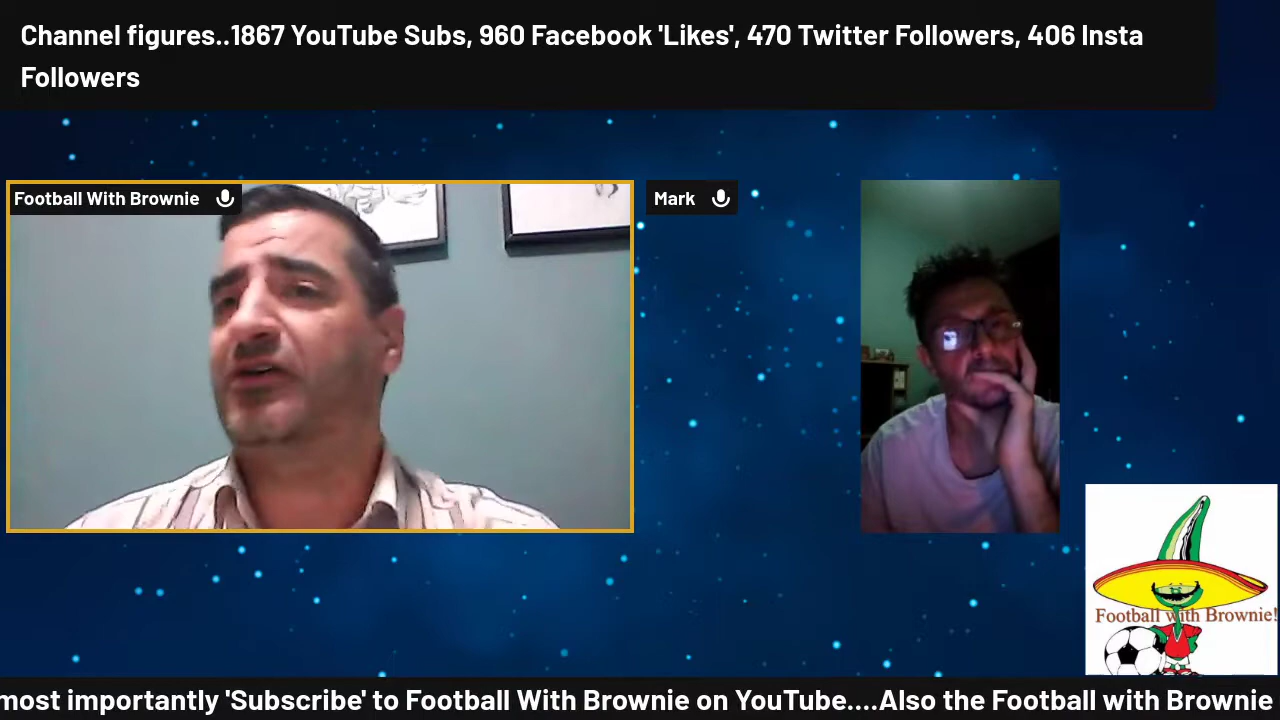 Channel figures..1867 YouTube Subs, 960 Facebook 'Likes', 470 Twitter Followers, 406 Insta
Followers
Football With Brownie
Mark
Football with Brownie!
most importantly 'Subscribe' to Football With Brownie on YouTube....Also the Football with Brownie